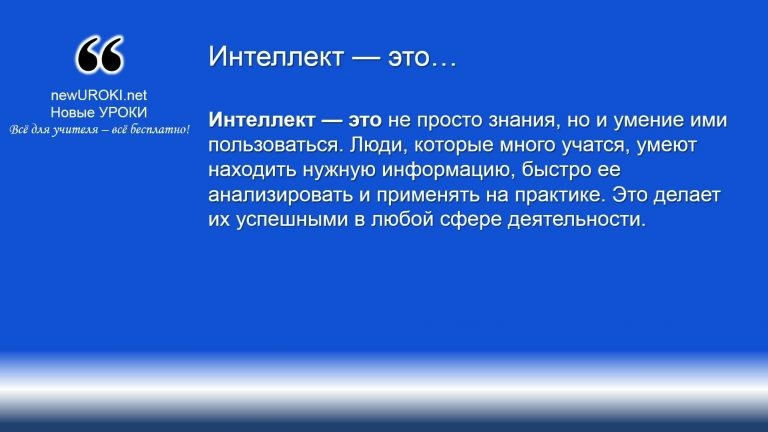 ❝
newUROKI.net
Новые УРОКИ
Всё для учителя – всё бесплатно!
Интеллект — это…
Интеллект — это не просто знания, но и умение ими
пользоваться. Люди, которые много учатся, умеют
находить нужную информацию, быстро ее
анализировать и применять на практике. Это делает
их успешными в любой сфере деятельности.